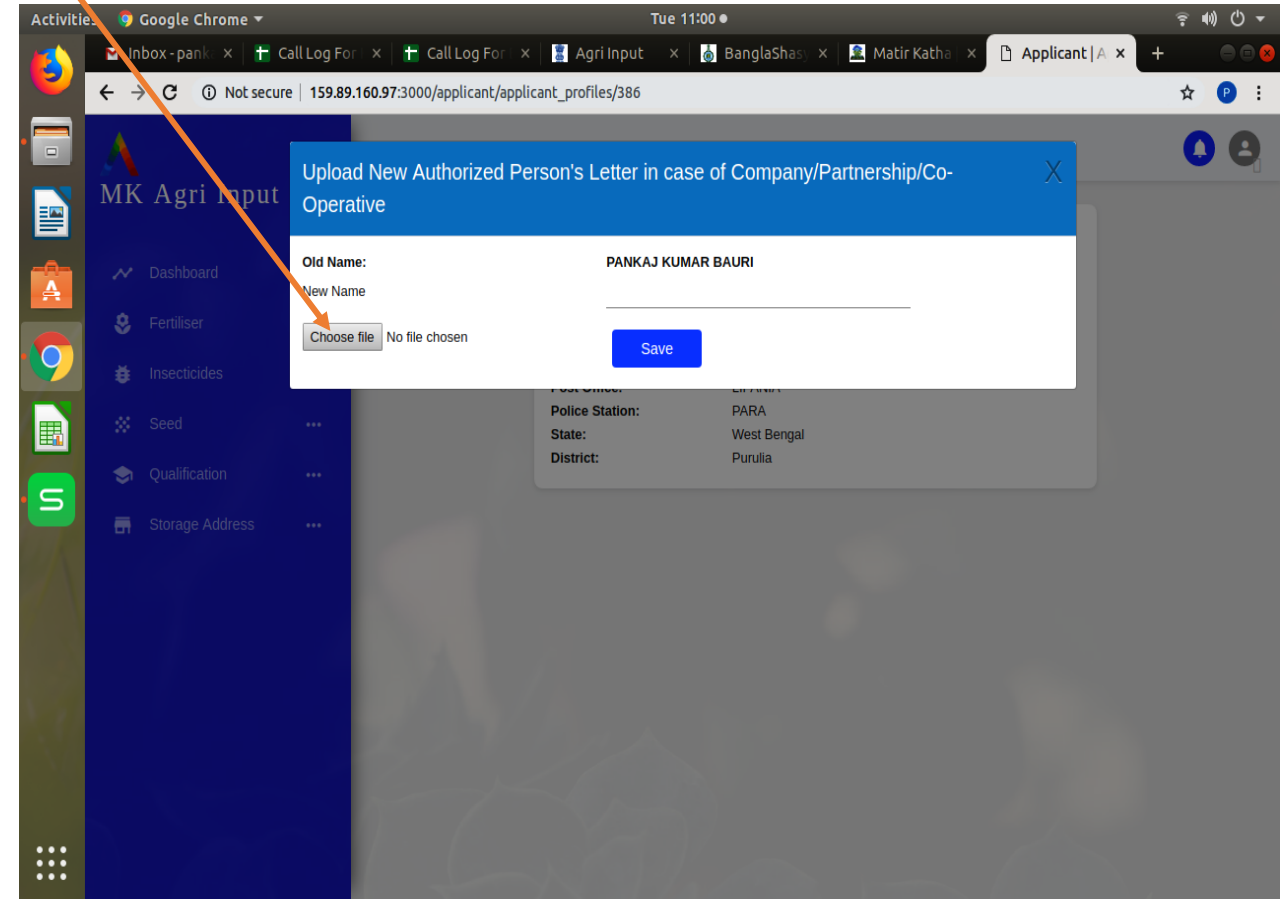 Activities Google Chrome Tue 11:00
Inbox - panka Call Log For Call Log For Agri Input BanglaShasy Matir Katha Applicant | A
Not secure 159.89.160.97:3000/applicant/applicant_profiles/386 P
MK Agri Input
Upload New Authorized Person's Letter in case of Company/Partnership/Co-
Operative
X
Old Name: PANKAJ KUMAR BAURI
New Name
Choose file No file chosen
Save
Dashboard
Fertiliser
Insecticides
Seed
Qualification
Storage Address
Police Station: PARA
State: West Bengal
District: Purulia